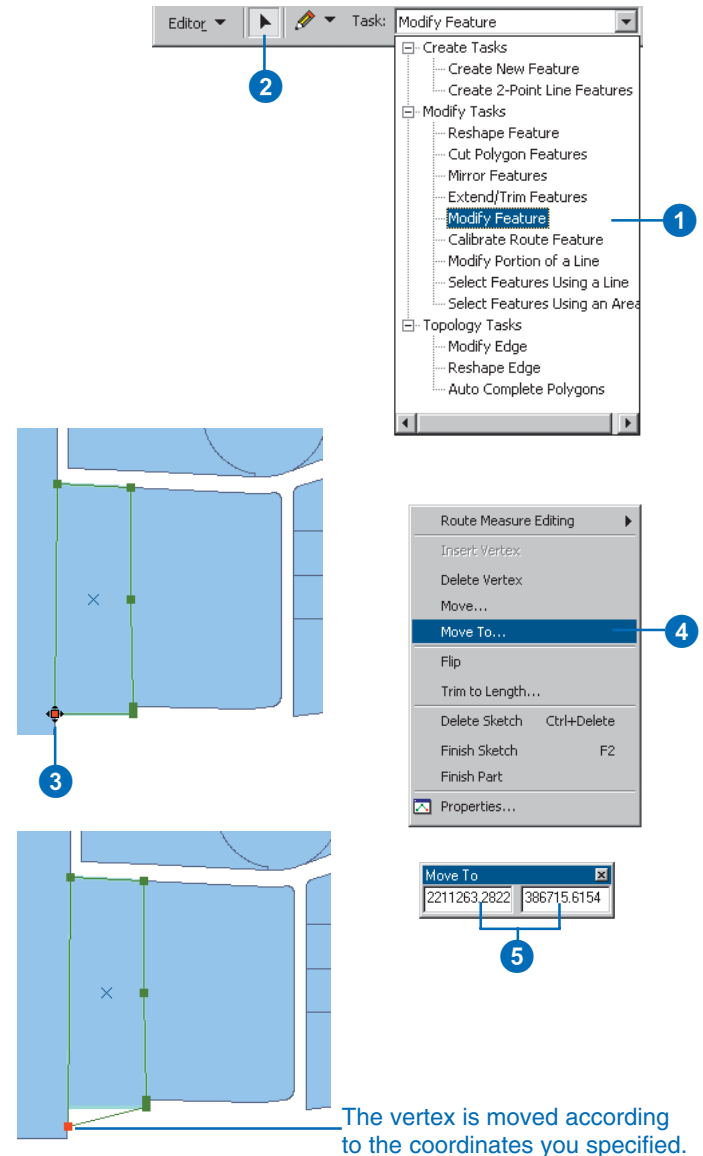 Editor Task: Modify Feature
2
Create Tasks
Create New Feature
Create 2-Point Line Features
Modify Tasks
Reshape Feature
Cut Polygon Features
Mirror Features
Extend/Trim Features
Modify Feature
1
Calibrate Route Feature
Modify Portion of a Line
Select Features Using a Line
Select Features Using an Area
Topology Tasks
Modify Edge
Reshape Edge
Auto Complete Polygons
3
Route Measure Editing
Insert Vertex
Delete Vertex
Move...
Move To...
4
Flip
Trim to Length...
Delete Sketch Ctrl+Delete
Finish Sketch F2
Finish Part
Properties...
Move To
2211263.2822 386715.6154
5
The vertex is moved according
to the coordinates you specified.